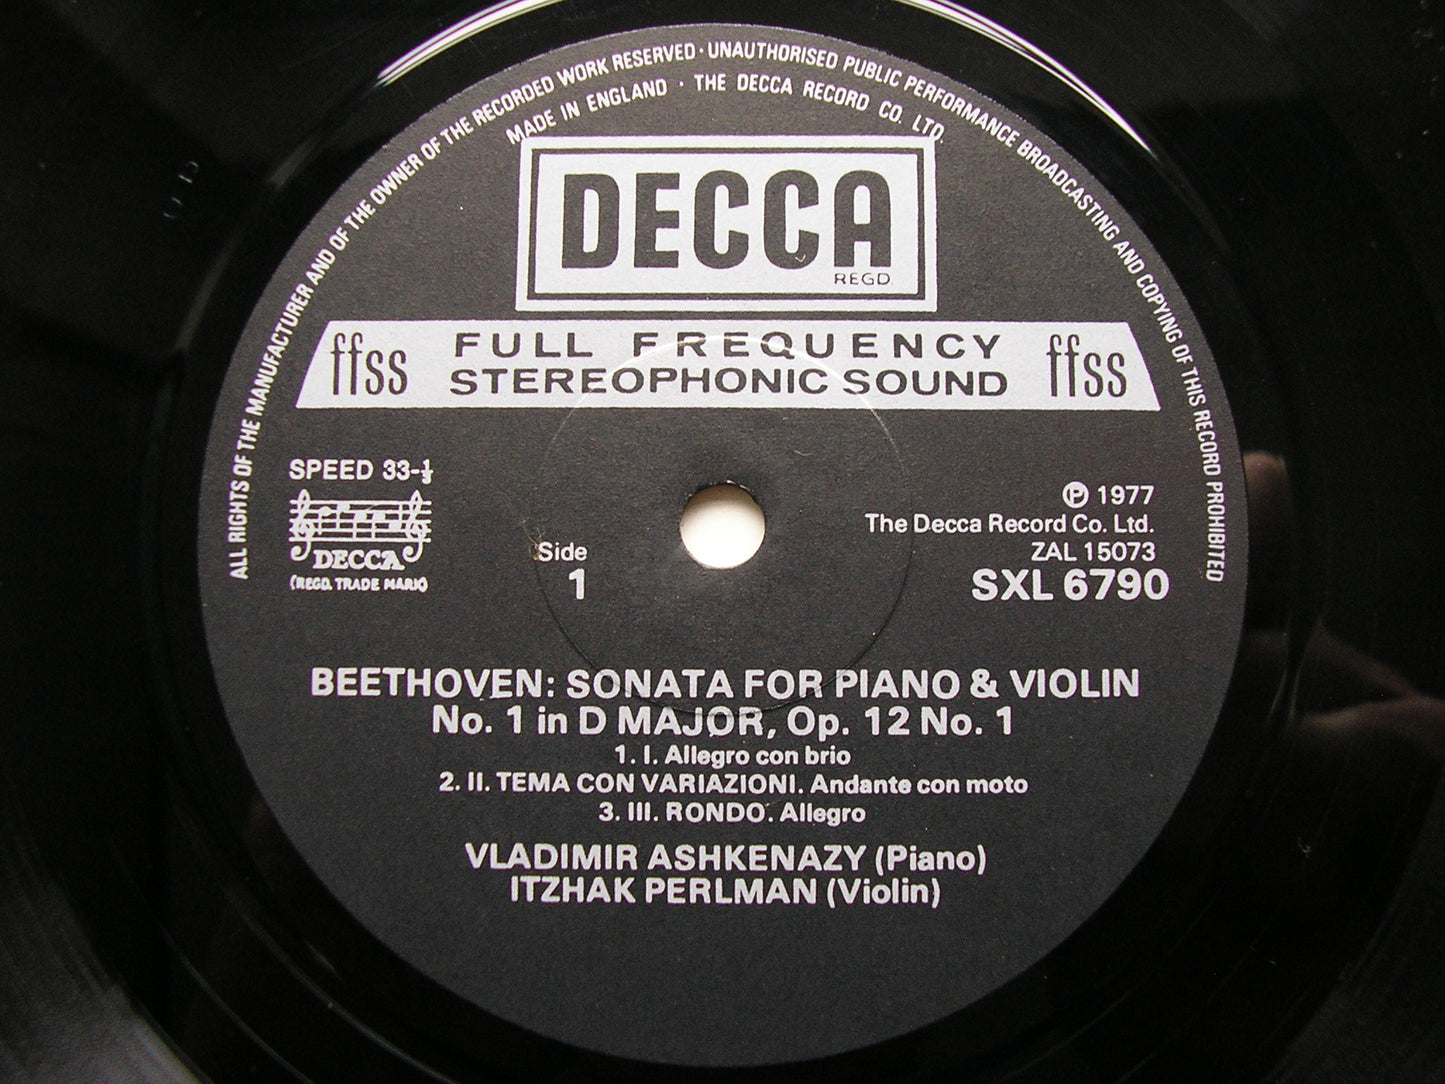 ALL RIGHTS OF THE MANUFACTURER AND OF THE OWNER OF THE RECORDED WORK RESERVED · UNAUTHORISED PUBLIC PERFORMANCE BROADCASTING AND COPYING OF THIS RECORD PROHIBITED
MADE IN ENGLAND · THE DECCA RECORD CO. LTD.
DECCA
REGD.
ffss FULL FREQUENCY STEREOPHONIC SOUND ffss
SPEED 33-⅓
DECCA
(REGD. TRADE MARK)
Side
1
℗ 1977
The Decca Record Co. Ltd.
ZAL 15073
SXL 6790
BEETHOVEN: SONATA FOR PIANO & VIOLIN
No. 1 in D MAJOR, Op. 12 No. 1
1. I. Allegro con brio
2. II. TEMA CON VARIAZIONI. Andante con moto
3. III. RONDO. Allegro
VLADIMIR ASHKENAZY (Piano)
ITZHAK PERLMAN (Violin)